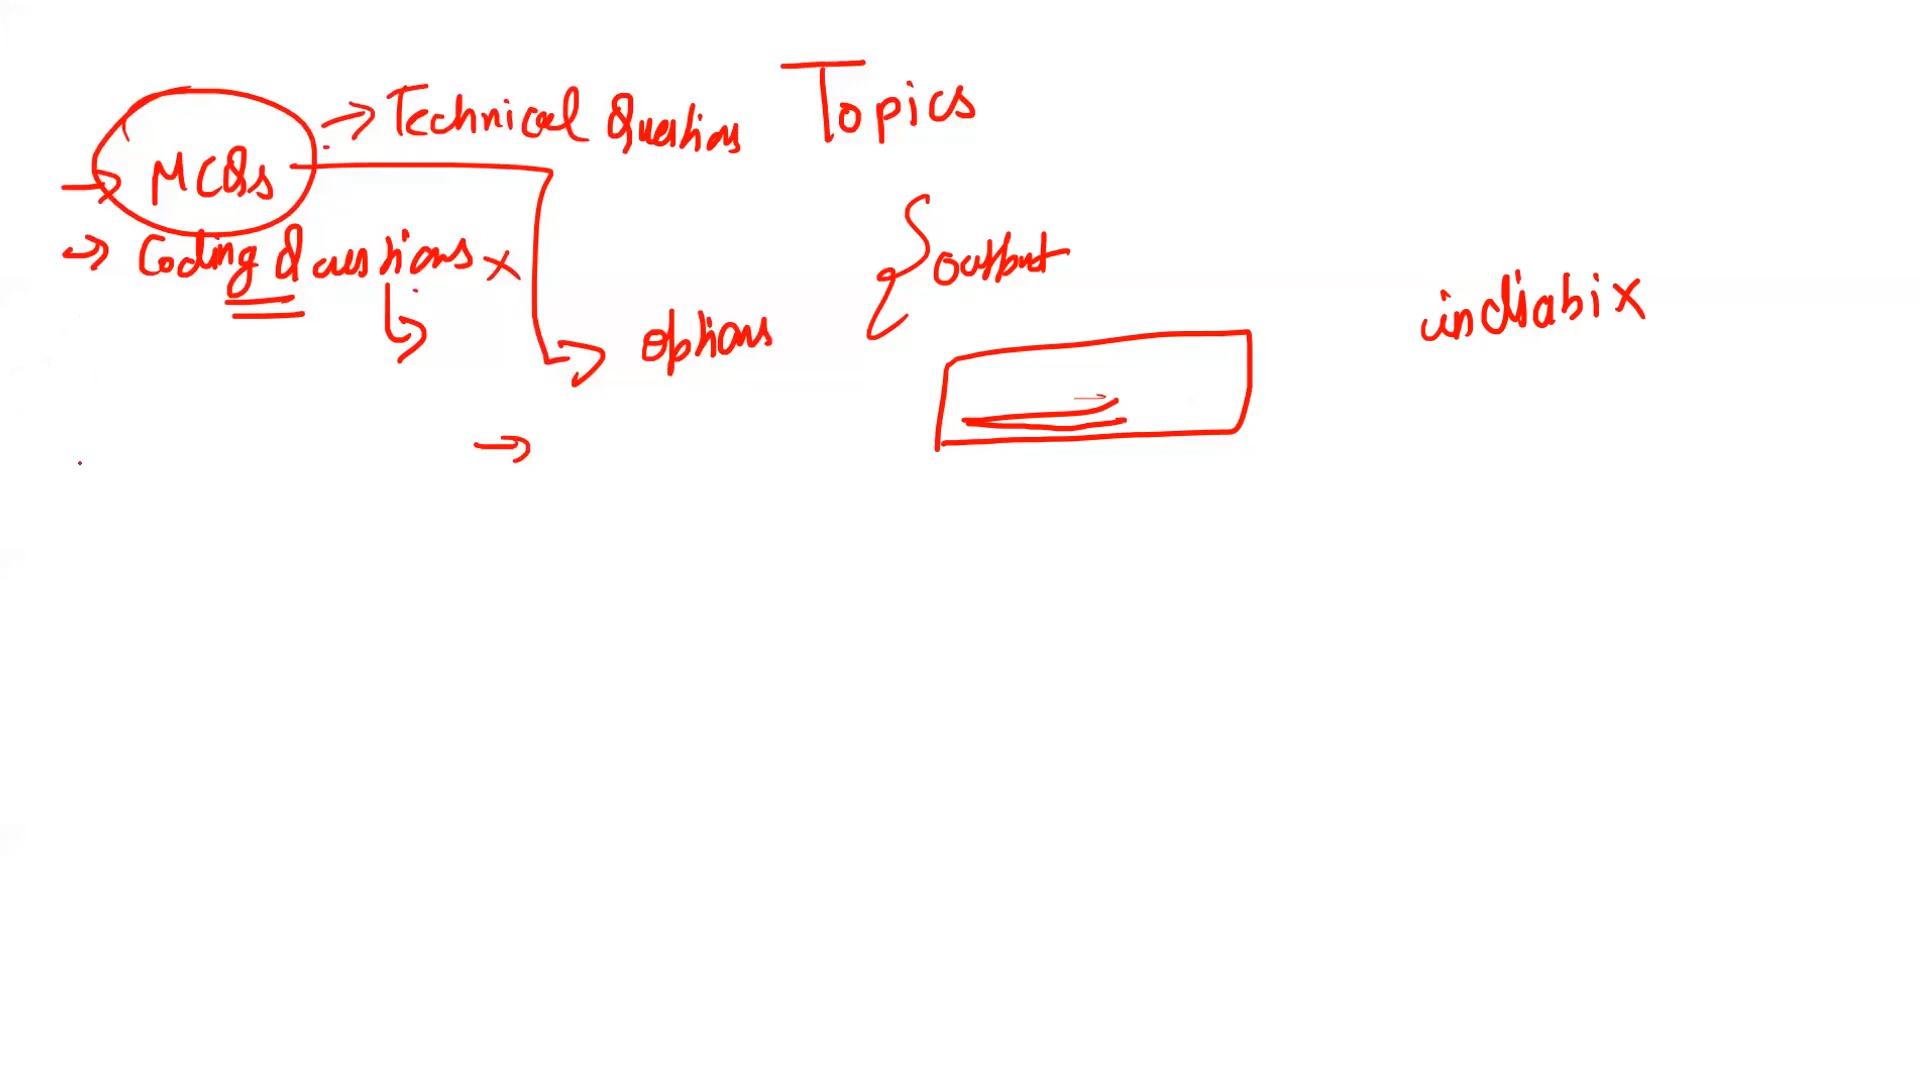 Topics
→ Technical Questions
→ MCQs
→ Coding Questions x
output
options
indiabix
→